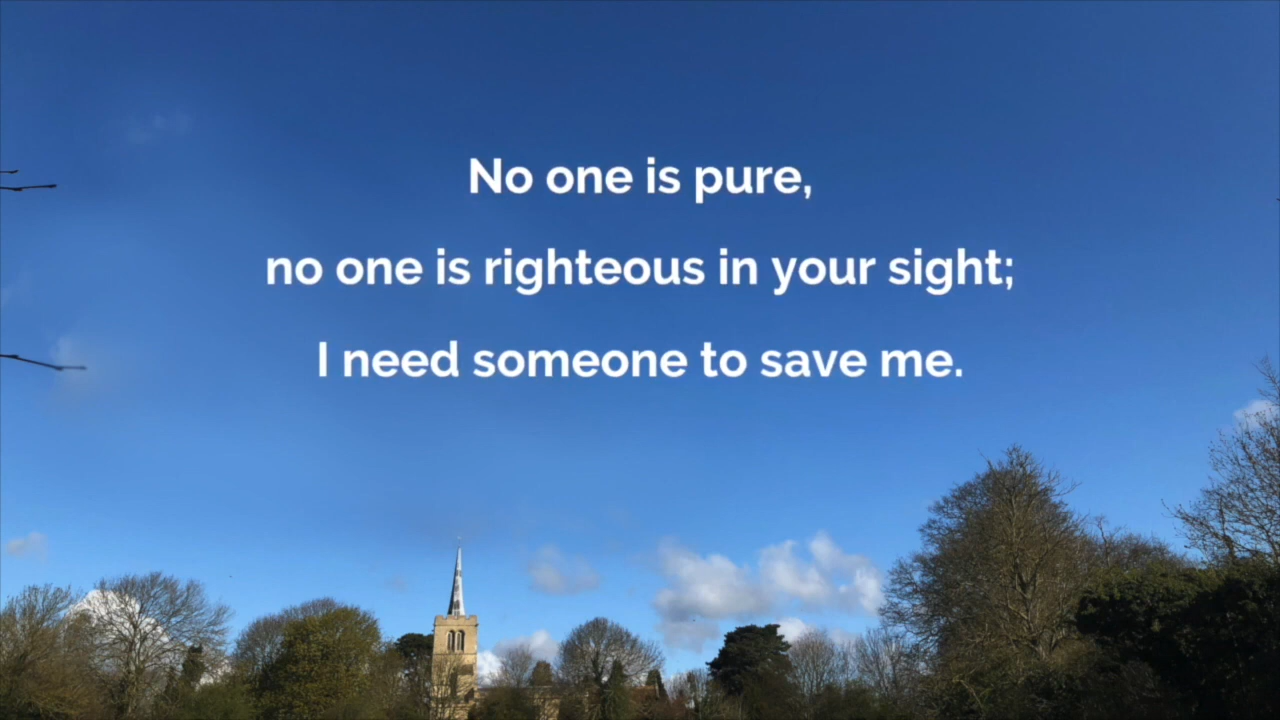 No one is pure,
no one is righteous in your sight;
I need someone to save me.